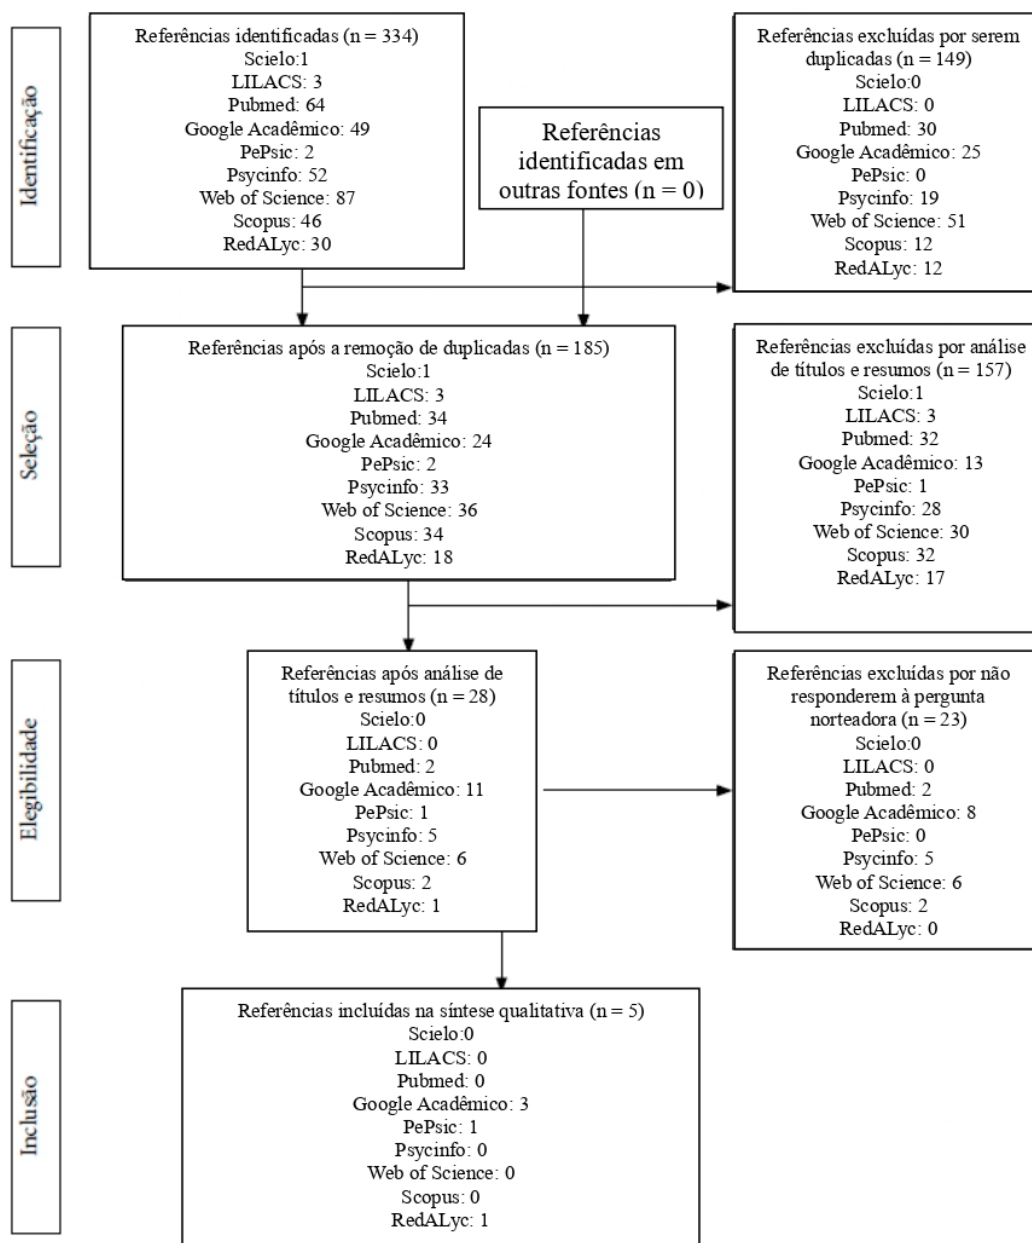 Identificação
Referências identificadas (n = 334)
Scielo:1
LILACS: 3
Pubmed: 64
Google Acadêmico: 49
PePsic: 2
Psycinfo: 52
Web of Science: 87
Scopus: 46
RedALyc: 30
Referências
identificadas em
outras fontes (n = 0)
Referências excluídas por serem
duplicadas (n = 149)
Scielo:0
LILACS: 0
Pubmed: 30
Google Acadêmico: 25
PePsic: 0
Psycinfo: 19
Web of Science: 51
Scopus: 12
RedALyc: 12
Seleção
Referências após a remoção de duplicadas (n = 185)
Scielo:1
LILACS: 3
Pubmed: 34
Google Acadêmico: 24
PePsic: 2
Psycinfo: 33
Web of Science: 36
Scopus: 34
RedALyc: 18
Referências excluídas por análise
de títulos e resumos (n = 157)
Scielo:1
LILACS: 3
Pubmed: 32
Google Acadêmico: 13
PePsic: 1
Psycinfo: 28
Web of Science: 30
Scopus: 32
RedALyc: 17
Elegibilidade
Referências após análise de
títulos e resumos (n = 28)
Scielo:0
LILACS: 0
Pubmed: 2
Google Acadêmico: 11
PePsic: 1
Psycinfo: 5
Web of Science: 6
Scopus: 2
RedALyc: 1
Referências excluídas por não
responderem à pergunta
norteadora (n = 23)
Scielo:0
LILACS: 0
Pubmed: 2
Google Acadêmico: 8
PePsic: 0
Psycinfo: 5
Web of Science: 6
Scopus: 2
RedALyc: 0
Inclusão
Referências incluídas na síntese qualitativa (n = 5)
Scielo:0
LILACS: 0
Pubmed: 0
Google Acadêmico: 3
PePsic: 1
Psycinfo: 0
Web of Science: 0
Scopus: 0
RedALyc: 1